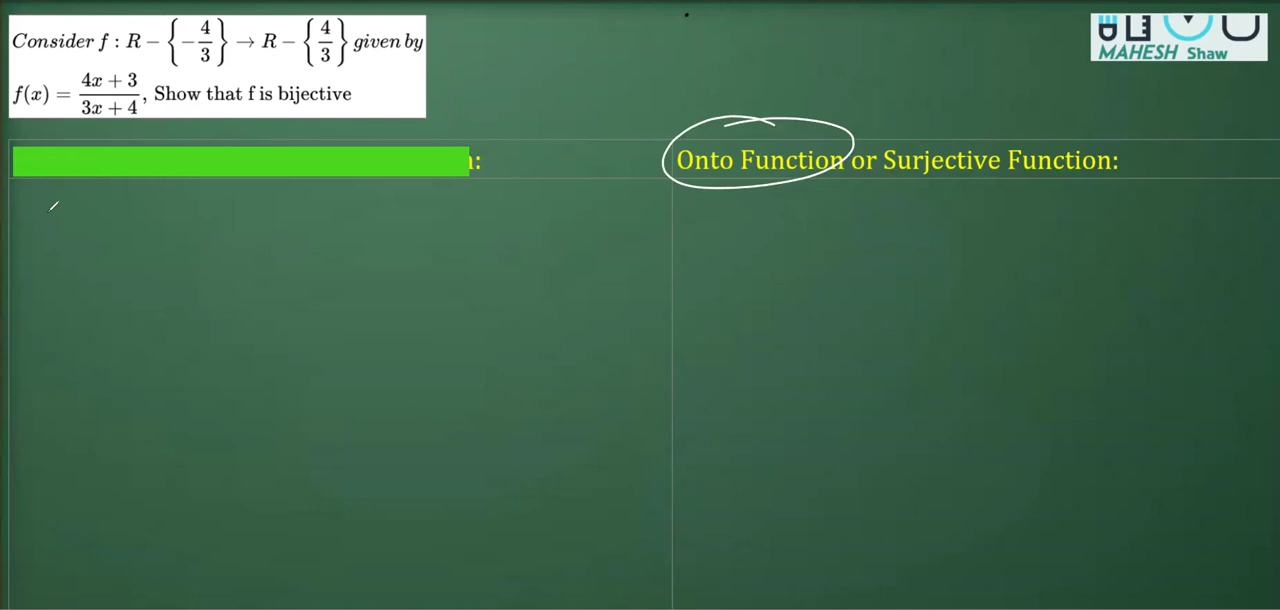 Consider f : R − {−4/3} → R − {4/3} given by
f(x) = (4x + 3)/(3x + 4), Show that f is bijective
MAHESH Shaw
:
Onto Function or Surjective Function: